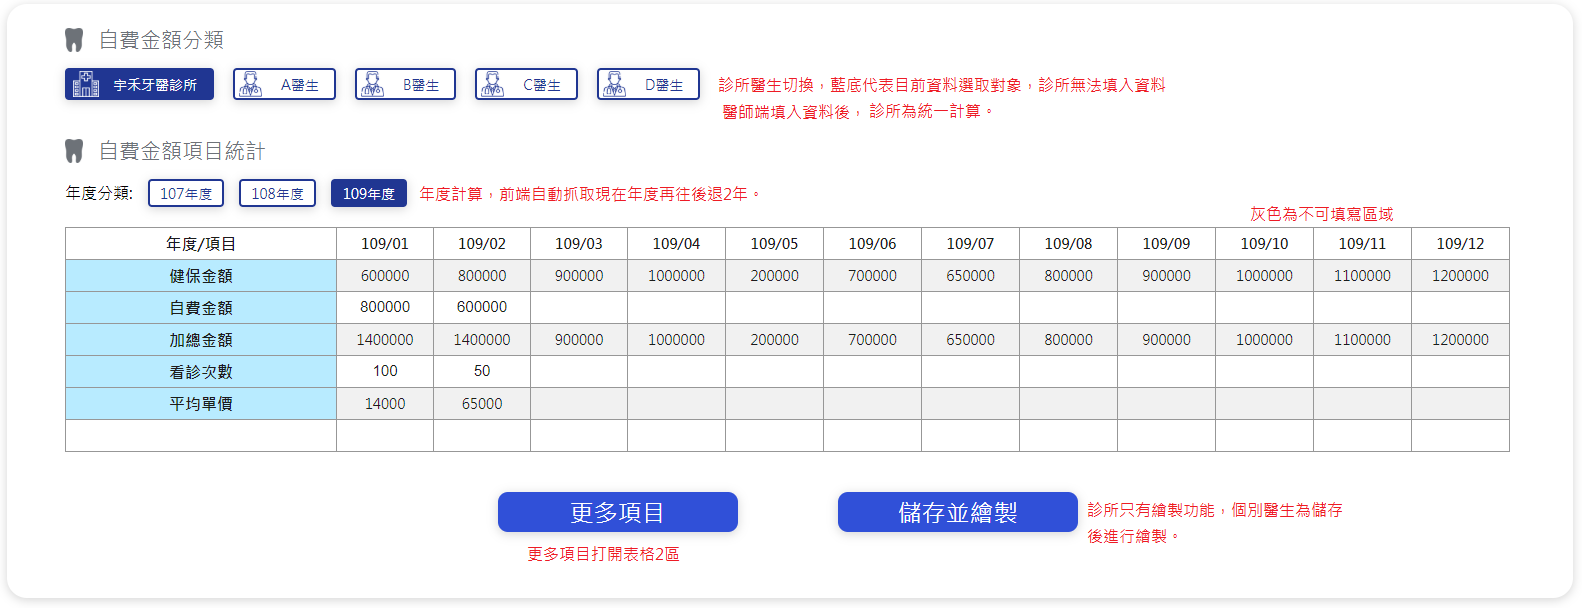 自費金額分類
宇禾牙醫診所 A醫生 B醫生 C醫生 D醫生 診所醫生切換，藍底代表目前資料選取對象，診所無法填入資料
醫師端填入資料後， 診所為統一計算。
自費金額項目統計
年度分類: 107年度 108年度 109年度 年度計算，前端自動抓取現在年度再往後退2年。
灰色為不可填寫區域
年度/項目 109/01 109/02 109/03 109/04 109/05 109/06 109/07 109/08 109/09 109/10 109/11 109/12
健保金額 600000 800000 900000 1000000 200000 700000 650000 800000 900000 1000000 1100000 1200000
自費金額 800000 600000
加總金額 1400000 1400000 900000 1000000 200000 700000 650000 800000 900000 1000000 1100000 1200000
看診次數 100 50
平均單價 14000 65000
更多項目 儲存並繪製 診所只有繪製功能，個別醫生為儲存
後進行繪製。
更多項目打開表格2區